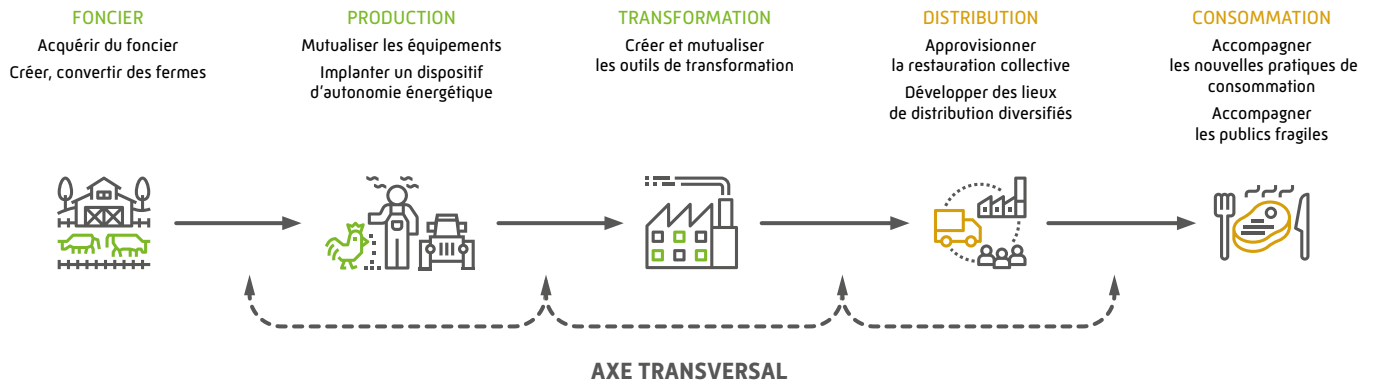 FONCIER
Acquérir du foncier
Créer, convertir des fermes
PRODUCTION
Mutualiser les équipements
Implanter un dispositif
d'autonomie énergétique
TRANSFORMATION
Créer et mutualiser
les outils de transformation
DISTRIBUTION
Approvisionner
la restauration collective
Développer des lieux
de distribution diversifiés
CONSOMMATION
Accompagner
les nouvelles pratiques de
consommation
Accompagner
les publics fragiles
AXE TRANSVERSAL